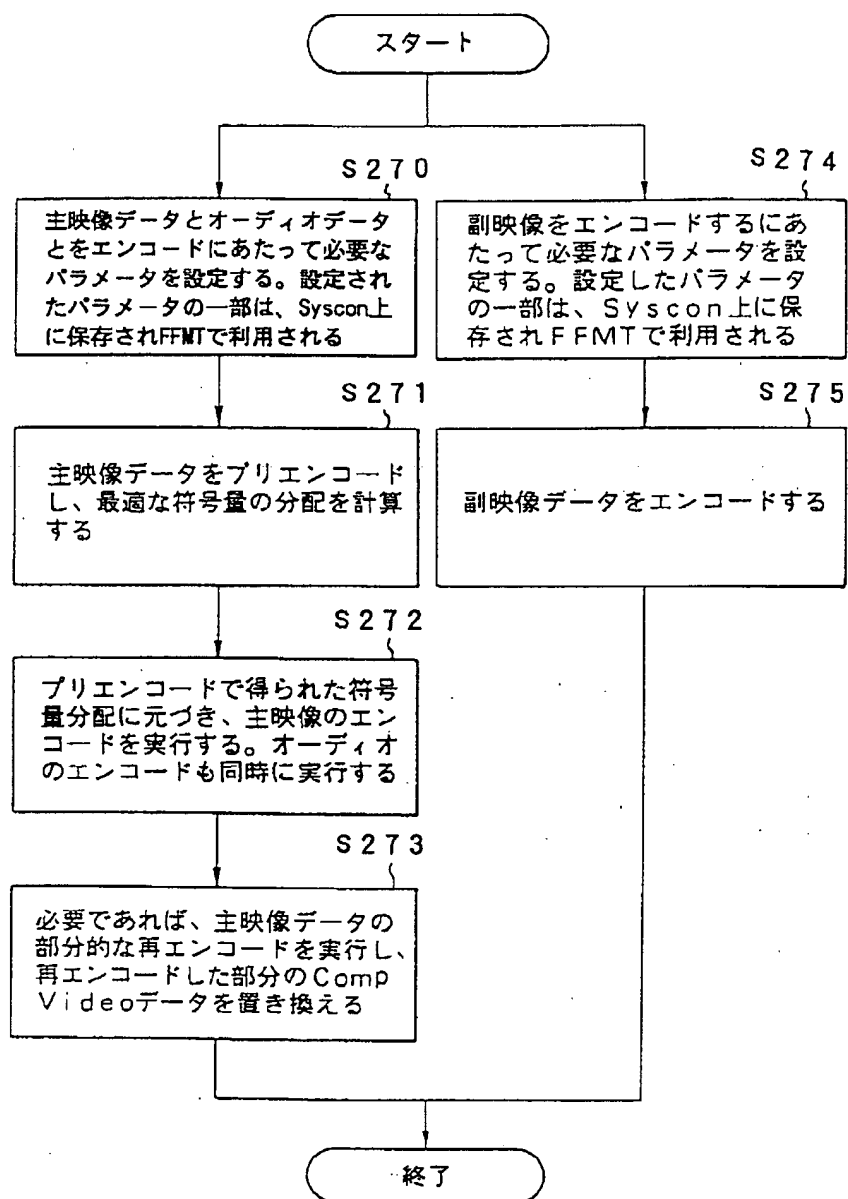 スタート
S270
主映像データとオーディオデータ
とをエンコードにあたって必要な
パラメータを設定する。設定され
たパラメータの一部は、Syscon上
に保存されFFMTで利用される
S271
主映像データをプリエンコード
し、最適な符号量の分配を計算
する
S272
プリエンコードで得られた符号
量分配に元づき、主映像のエン
コードを実行する。オーディオ
のエンコードも同時に実行する
S273
必要であれば、主映像データの
部分的な再エンコードを実行し、
再エンコードした部分のComp
Videoデータを置き換える
S274
副映像をエンコードするにあ
たって必要なパラメータを設
定する。設定したパラメータ
の一部は、Syscon上に保
存されFFMTで利用される
S275
副映像データをエンコードする
終了